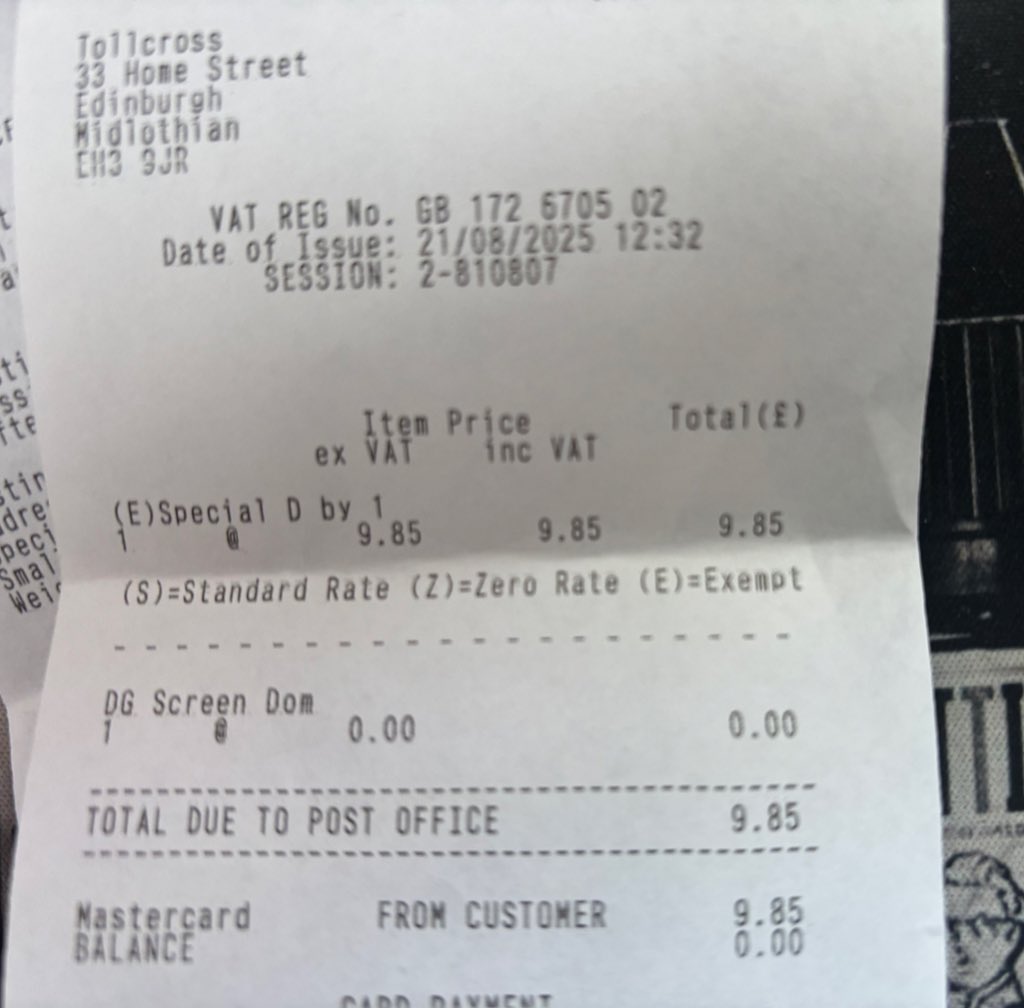 Tollcross
33 Home Street
Edinburgh
Midlothian
EH3 9JR
VAT REG No. GB 172 6705 02
Date of Issue: 21/08/2025 12:32
SESSION: 2-810807
Item Price Total(£)
ex VAT inc VAT
(E)Special D by 1
1 @ 9.85 9.85 9.85
(S)=Standard Rate (Z)=Zero Rate (E)=Exempt
- - - - - - - - - - - - - - - - - - - - -
DG Screen Dom
1 @ 0.00 0.00
TOTAL DUE TO POST OFFICE 9.85
Mastercard FROM CUSTOMER 9.85
BALANCE 0.00
CARD PAYMENT